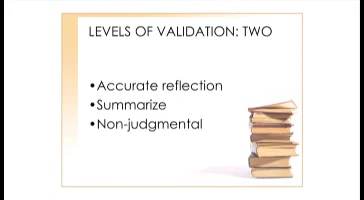 LEVELS OF VALIDATION: TWO
•Accurate reflection
•Summarize
•Non-judgmental